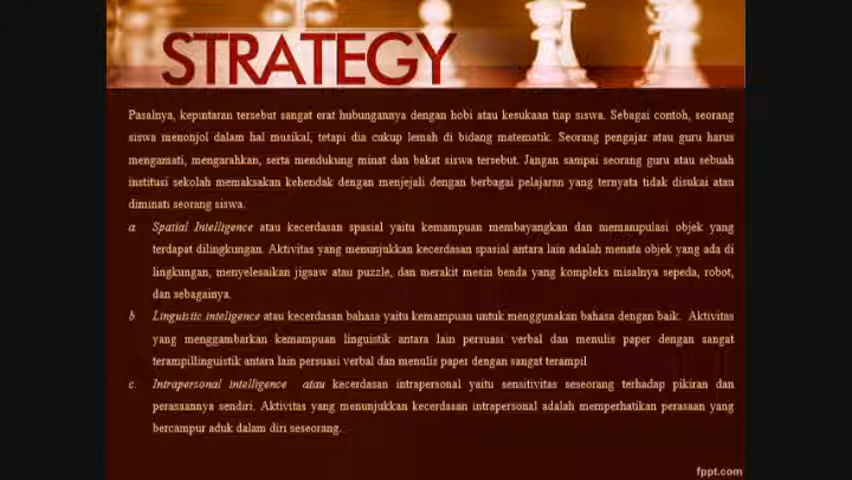 STRATEGY
Pasalnya, kepintaran tersebut sangat erat hubungannya dengan hobi atau kesukaan tiap siswa. Sebagai contoh, seorang
siswa menonjol dalam hal musikal, tetapi dia cukup lemah di bidang matematik. Seorang pengajar atau guru harus
mengamati, mengarahkan, serta mendukung minat dan bakat siswa tersebut. Jangan sampai seorang guru atau sebuah
institusi sekolah memaksakan kehendak dengan menjejali dengan berbagai pelajaran yang ternyata tidak disukai atau
diminati seorang siswa.
a Spatial Intelligence atau kecerdasan spasial yaitu kemampuan membayangkan dan memanipulasi objek yang
terdapat dilingkungan. Aktivitas yang menunjukkan kecerdasan spasial antara lain adalah menata objek yang ada di
lingkungan, menyelesaikan jigsaw atau puzzle, dan merakit mesin benda yang kompleks misalnya sepeda, robot,
dan sebagainya.
b Linguistic inteligence atau kecerdasan bahasa yaitu kemampuan untuk menggunakan bahasa dengan baik. Aktivitas
yang menggambarkan kemampuan linguistik antara lain persuasi verbal dan menulis paper dengan sangat
terampillinguistik antara lain persuasi verbal dan menulis paper dengan sangat terampil
c. Intrapersonal intelligence atau kecerdasan intrapersonal yaitu sensitivitas seseorang terhadap pikiran dan
perasaannya sendiri. Aktivitas yang menunjukkan kecerdasan intrapersonal adalah memperhatikan perasaan yang
bercampur aduk dalam diri seseorang.
fppt.com